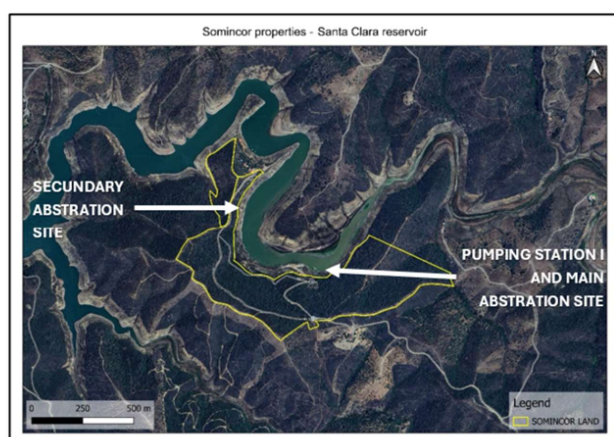 Somincor properties - Santa Clara reservoir
N
SECUNDARY
ABSTRATION
SITE
PUMPING STATION I
AND MAIN
ABSTRATION SITE
0 250 500 m
Legend
SOMINCOR LAND